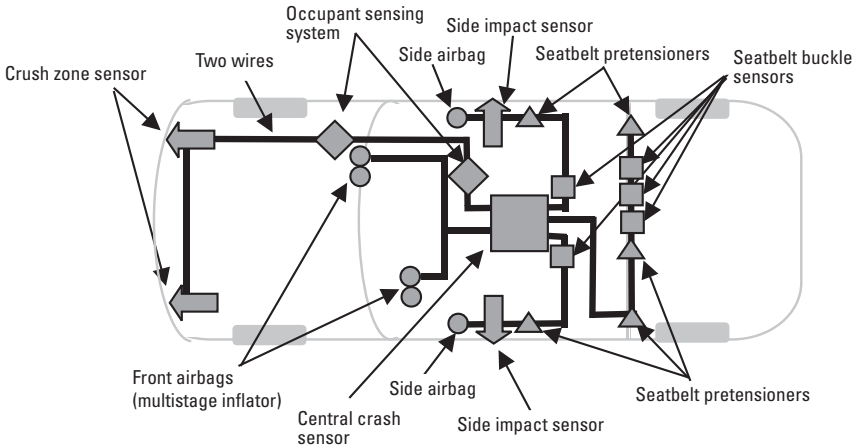 Occupant sensing
system
Side impact sensor
Side airbag
Seatbelt pretensioners
Seatbelt buckle
sensors
Two wires
Crush zone sensor
Front airbags
(multistage inflator)
Central crash
sensor
Side airbag
Side impact sensor
Seatbelt pretensioners